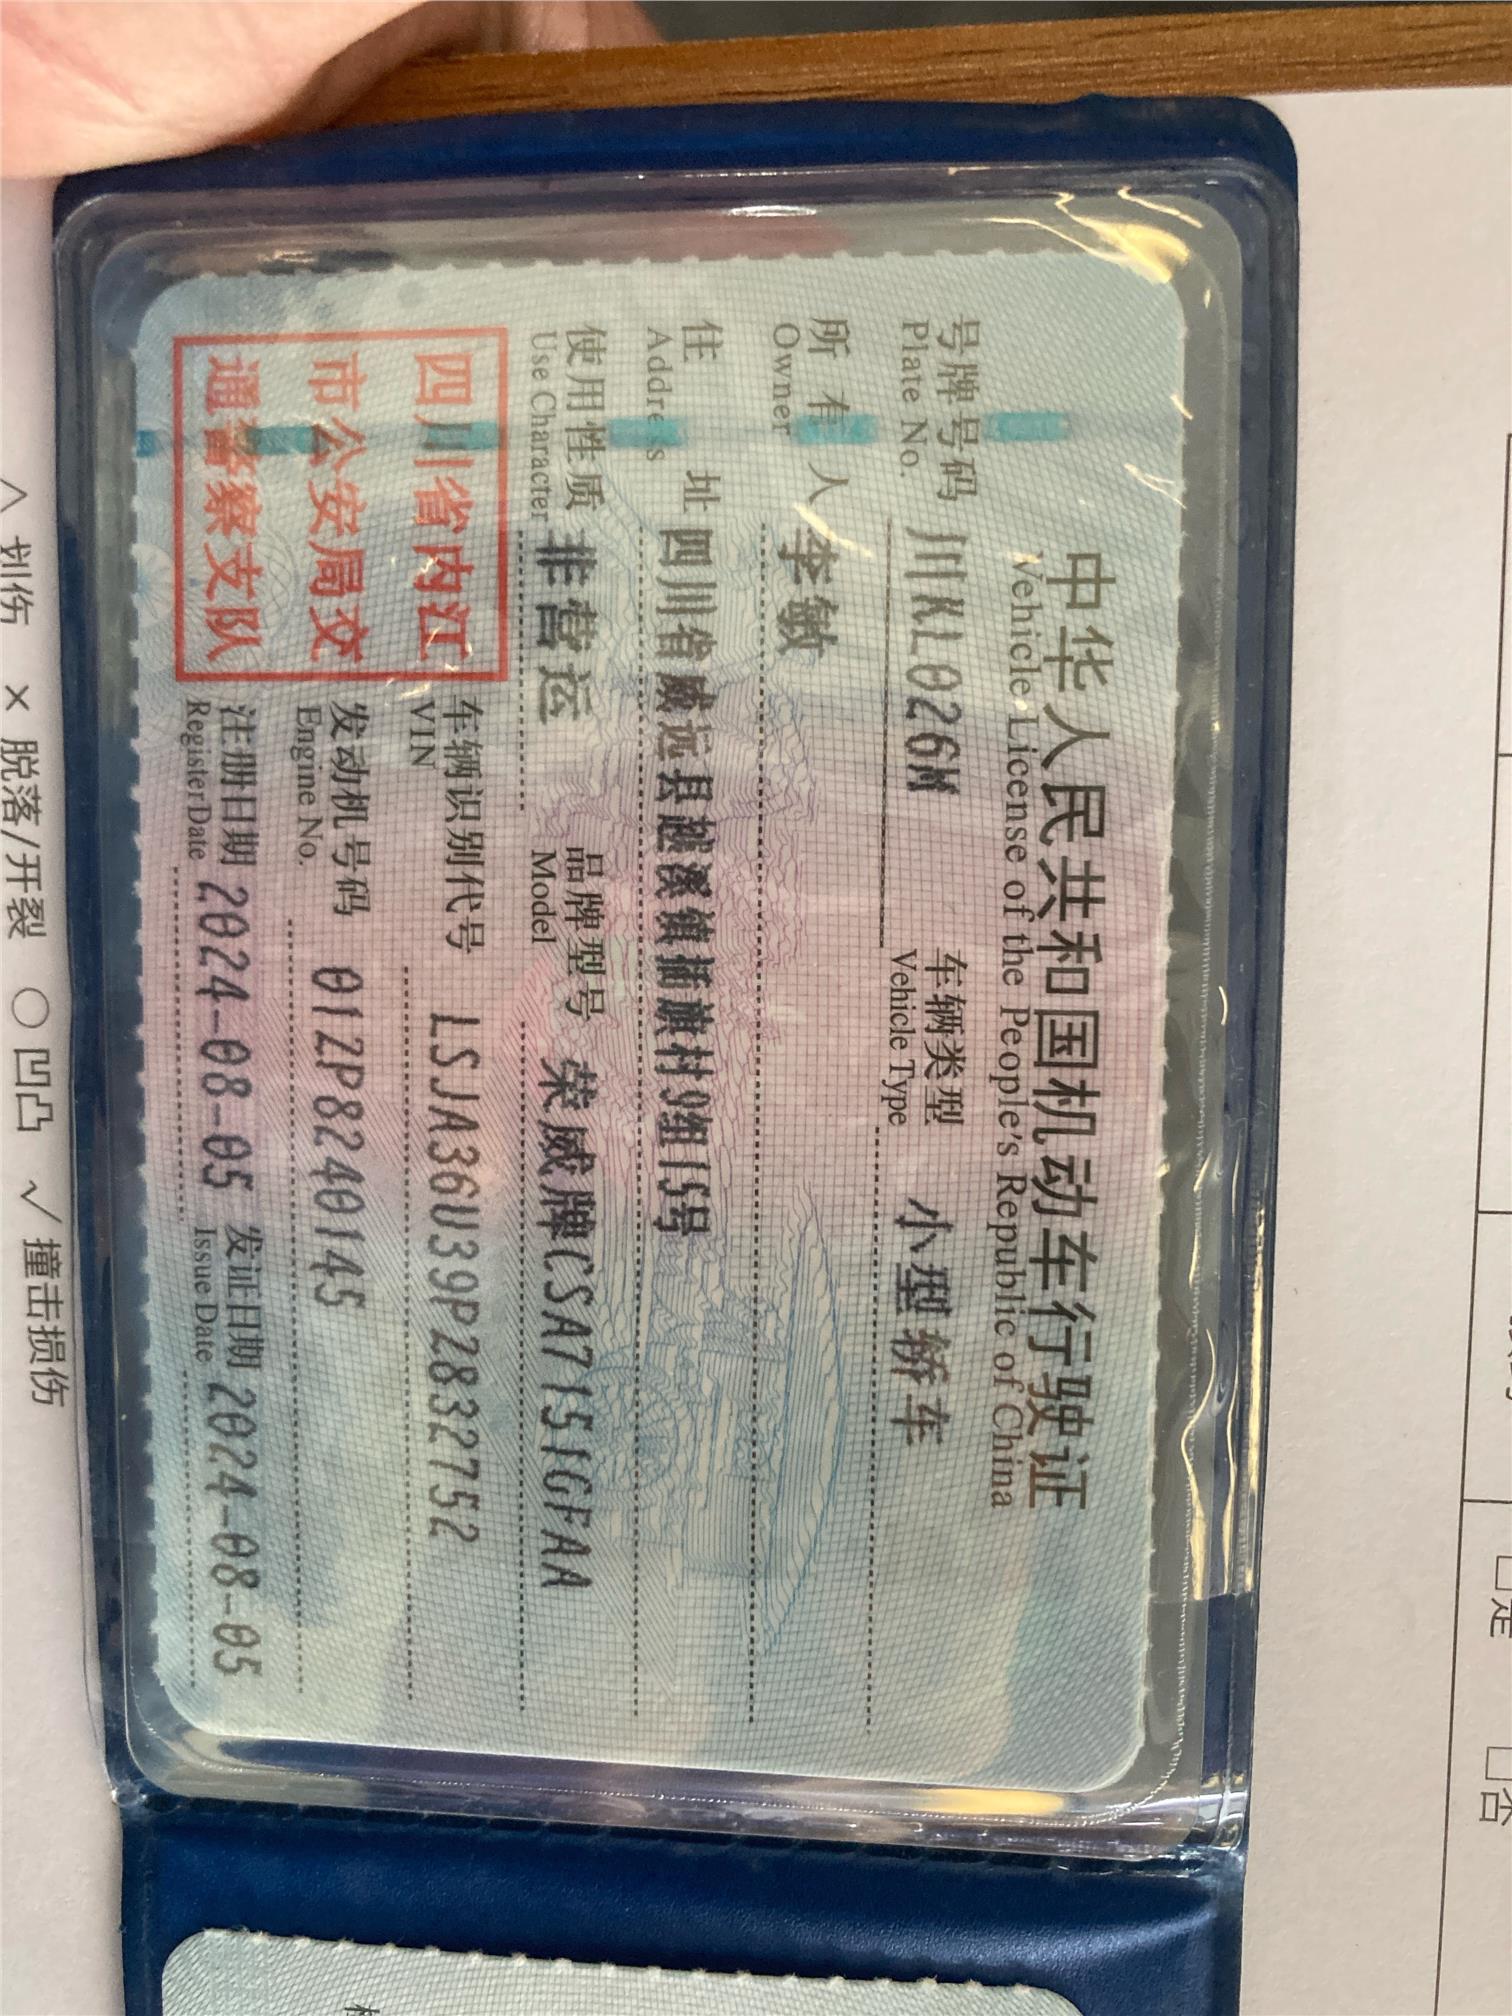 中华人民共和国机动车行驶证
Vehicle License of the People's Republic of China
号牌号码 川KL026M 车辆类型 小型轿车
Plate No. Vehicle Type
所有人 李敏
Owner
住址 四川省威远县越溪镇插旗村9组15号
Address
使用性质 非营运 品牌型号 荣威牌CSA7151GFAA
Use Character Model
四川省内江
市公安局交
通警察支队
车辆识别代号 LSJA36U39P2832752
VIN
发动机号码 01ZP8240145
Engine No.
注册日期 2024-08-05 发证日期 2024-08-05
Register Date Issue Date
△ 划伤 × 脱落/开裂 ○ 凹凸 √ 撞击损伤
□是 □否